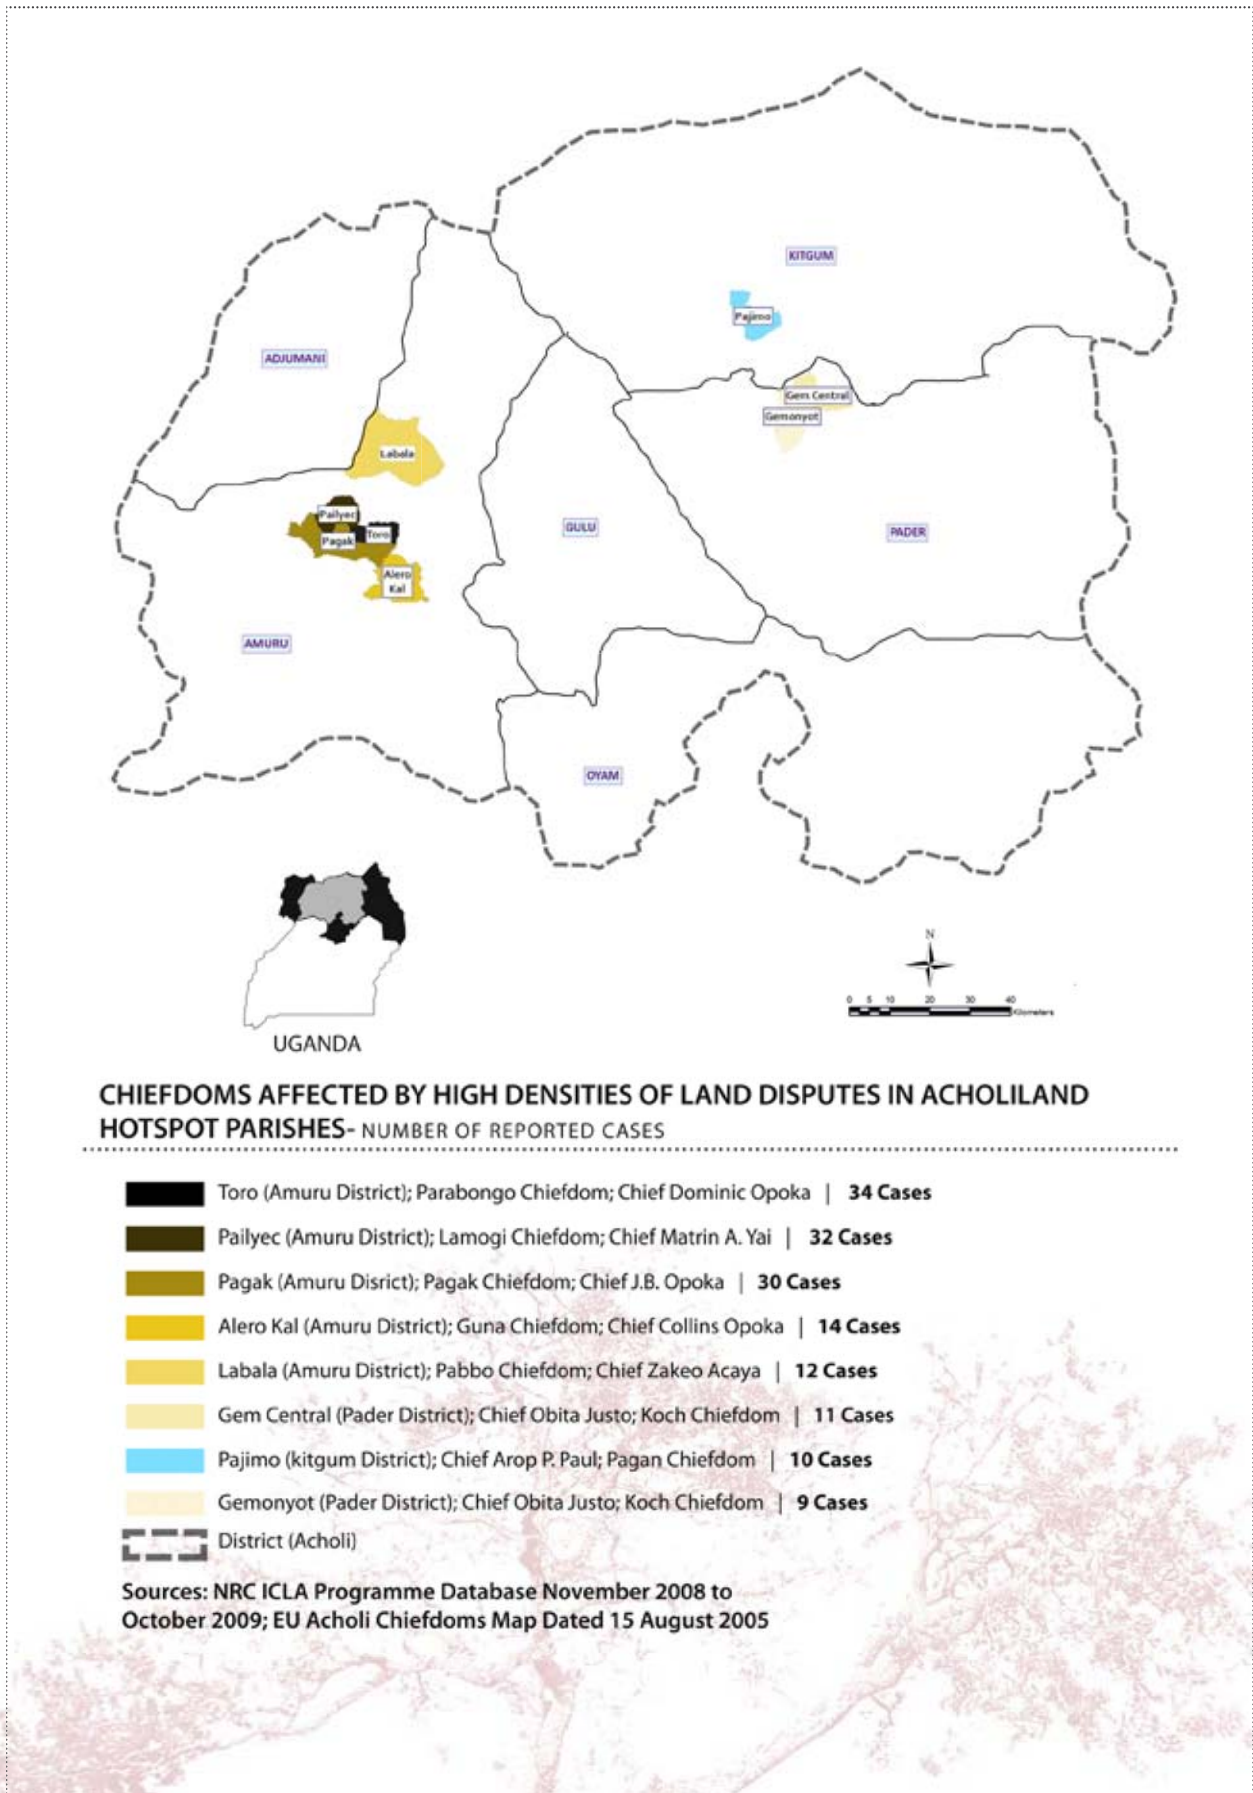 KITGUM
Pajimo
ADJUMANI
Gem Central
Gemonyot
Labala
Pailyec
Toro
Pagak
GULU
PADER
Alero
Kal
AMURU
OYAM
UGANDA
N
0 5 10 20 30 40
Kilometers
CHIEFDOMS AFFECTED BY HIGH DENSITIES OF LAND DISPUTES IN ACHOLILAND
HOTSPOT PARISHES- NUMBER OF REPORTED CASES
Toro (Amuru District); Parabongo Chiefdom; Chief Dominic Opoka | 34 Cases
Pailyec (Amuru District); Lamogi Chiefdom; Chief Matrin A. Yai | 32 Cases
Pagak (Amuru Disrict); Pagak Chiefdom; Chief J.B. Opoka | 30 Cases
Alero Kal (Amuru District); Guna Chiefdom; Chief Collins Opoka | 14 Cases
Labala (Amuru District); Pabbo Chiefdom; Chief Zakeo Acaya | 12 Cases
Gem Central (Pader District); Chief Obita Justo; Koch Chiefdom | 11 Cases
Pajimo (kitgum District); Chief Arop P. Paul; Pagan Chiefdom | 10 Cases
Gemonyot (Pader District); Chief Obita Justo; Koch Chiefdom | 9 Cases
District (Acholi)
Sources: NRC ICLA Programme Database November 2008 to
October 2009; EU Acholi Chiefdoms Map Dated 15 August 2005